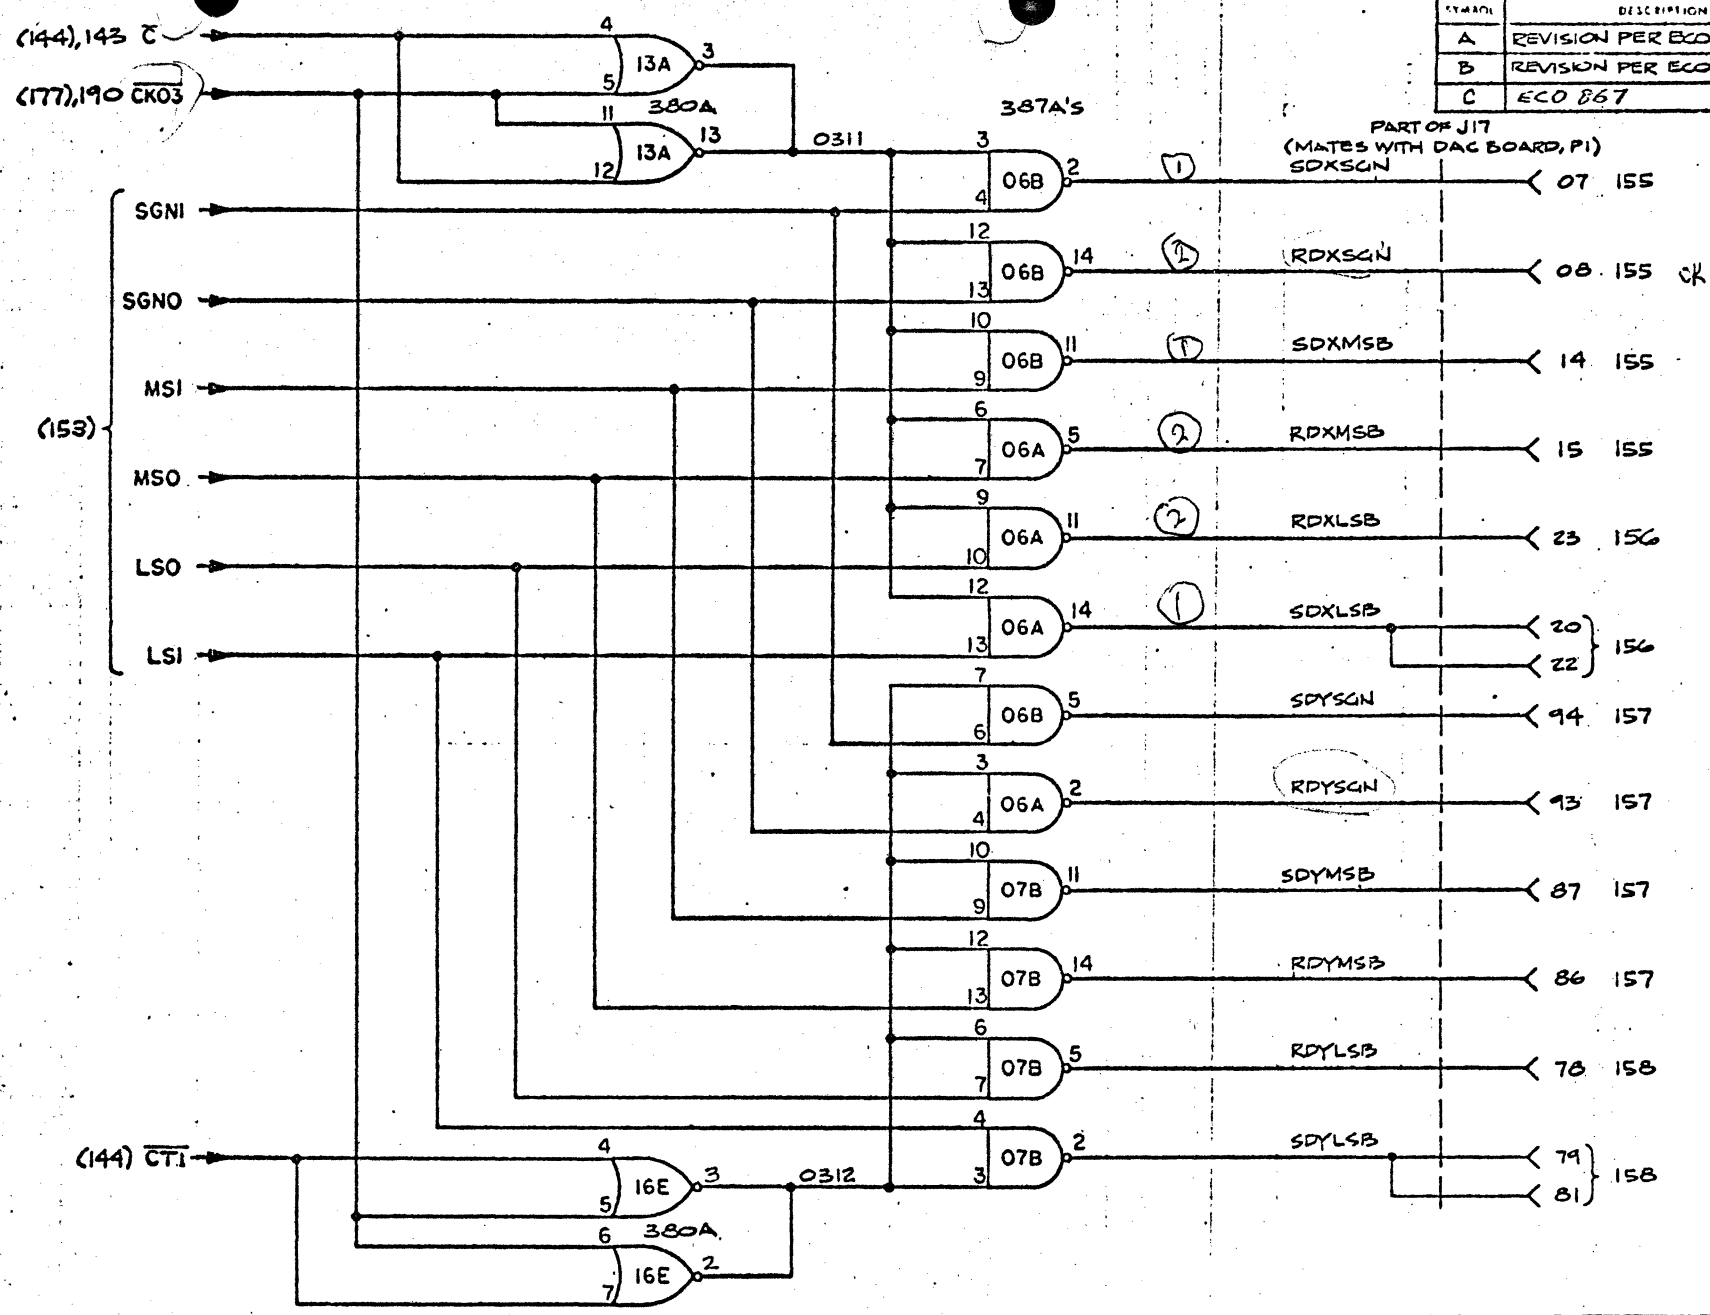 SYMBOL DESCRIPTION
A REVISION PER ECO
B REVISION PER ECO
C ECO 867
(144),143 C̅ 4 13A 3
(177),190 C̅K̅O̅3̅ 5 380A
11 13A 13 0311
12
387A'S
PART OF J17
(MATES WITH DAC BOARD, P1)
3 06B 2 1 SDXSGN 07 155
SGN1 4
12 06B 14 2 RDXSGN 08 155 CK
SGN0 13
10 06B 11 1 SDXMSB 14 155
MS1 9
(153)
6 06A 5 2 RDXMSB 15 155
MS0 7
9 06A 11 2 RDXLSB 23 156
LS0 10
12 06A 14 1 SDXLSB 20
22 156
LS1 13
7 06B 5 SDYSGN 94 157
6
3 06A 2 RDYSGN 93 157
4
10 07B 11 SDYMSB 87 157
9
12 07B 14 RDYMSB 86 157
13
6 07B 5 RDYLSB 78 158
7
4 07B 2 SDYLSB 79
81 158
3
(144) C̅T̅1̅ 4 16E 3 0312
5 380A
6 16E 2
7